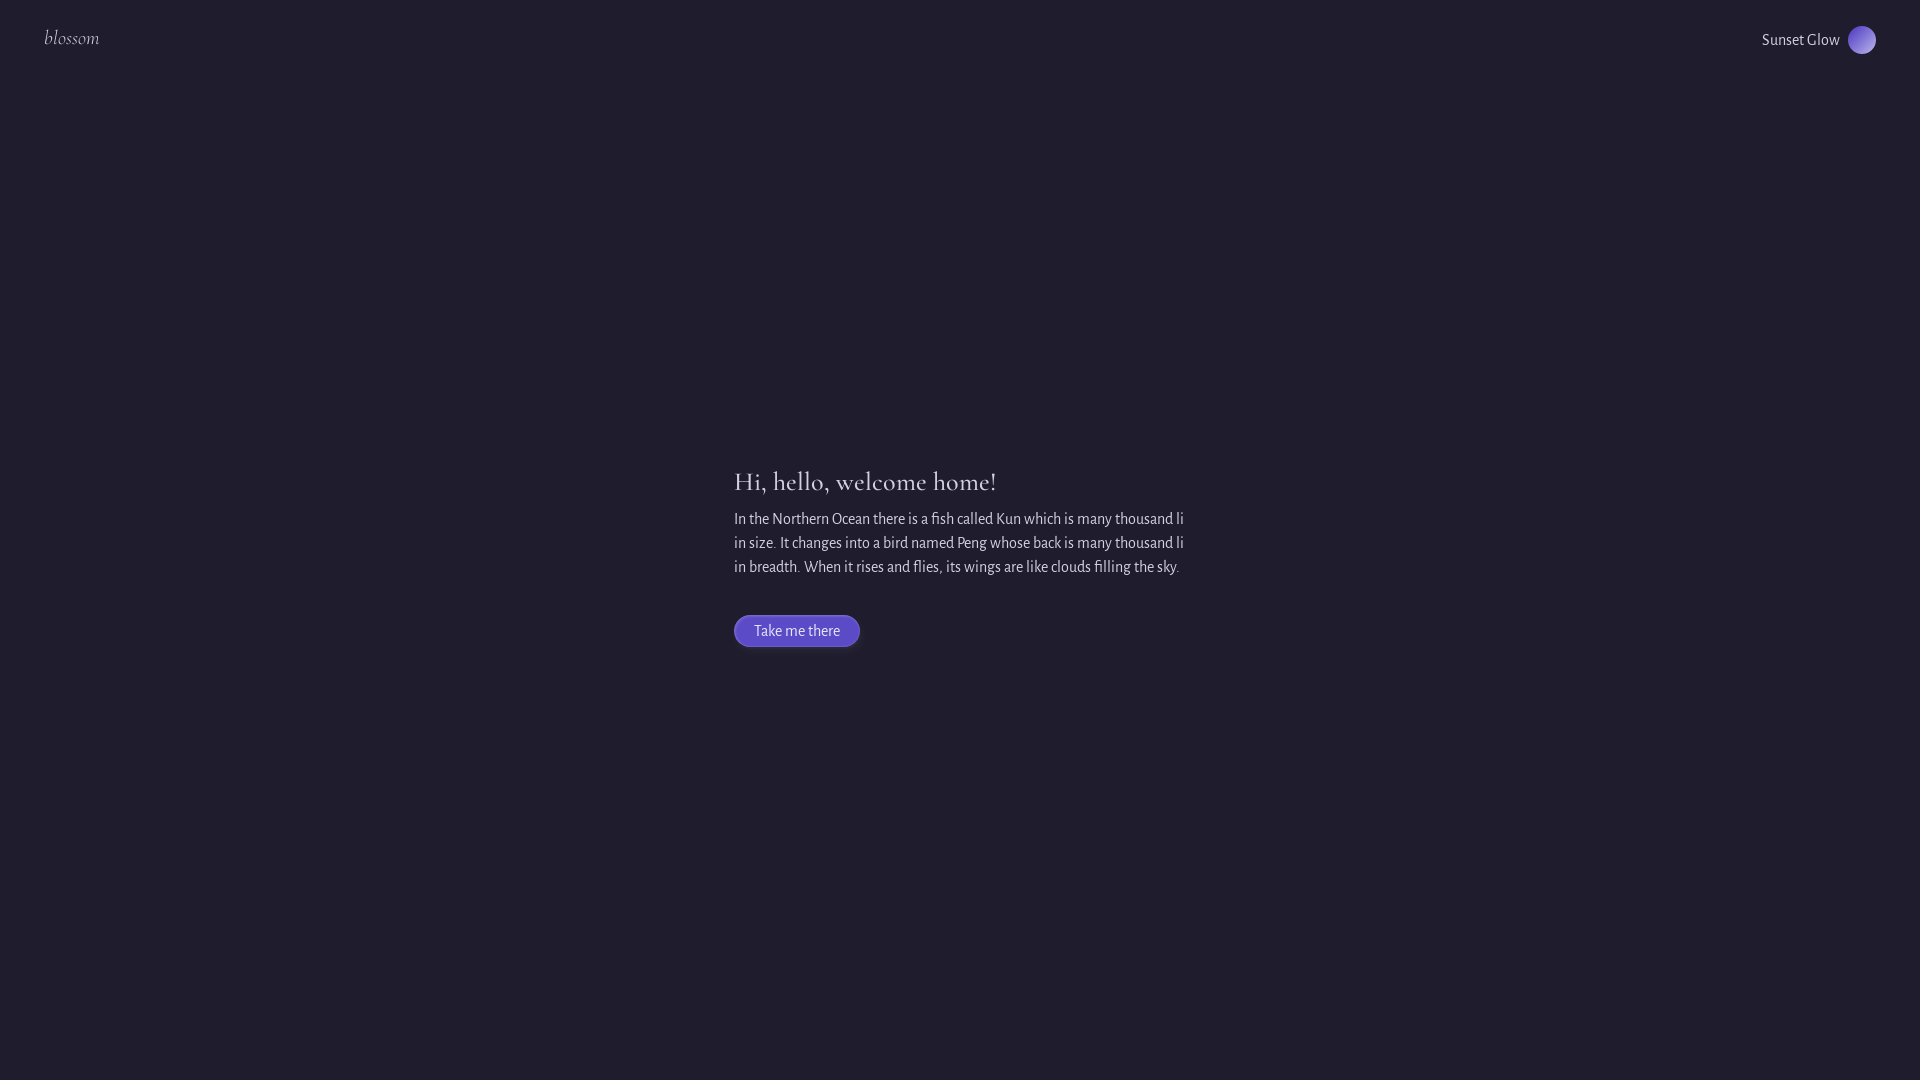 blossom
Sunset Glow
Hi, hello, welcome home!
In the Northern Ocean there is a fish called Kun which is many thousand li
in size. It changes into a bird named Peng whose back is many thousand li
in breadth. When it rises and flies, its wings are like clouds filling the sky.
Take me there